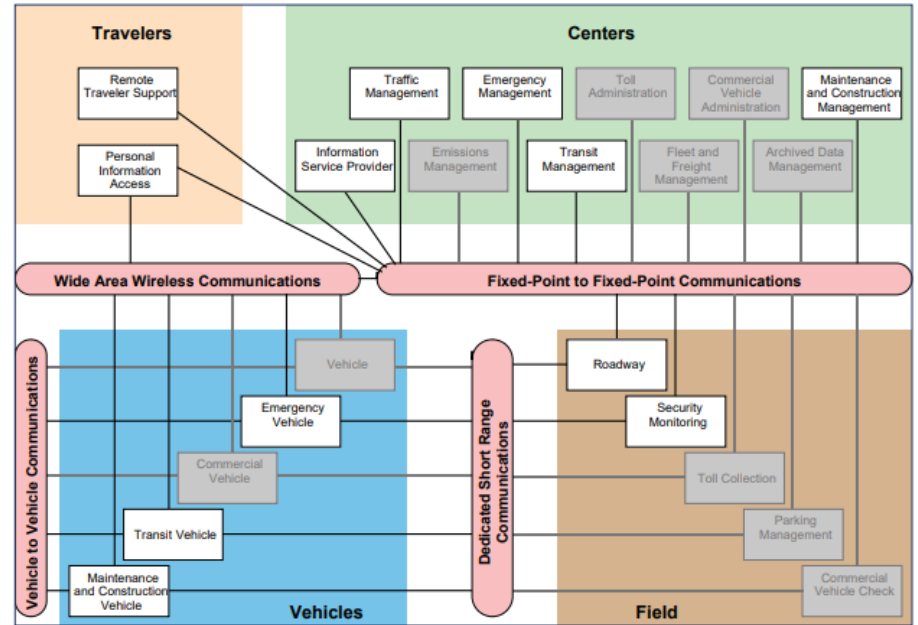 Travelers
Centers
Remote
Traveler Support
Traffic
Management
Emergency
Management
Toll
Administration
Commercial
Vehicle
Administration
Maintenance
and Construction
Management
Personal
Information
Access
Information
Service Provider
Emissions
Management
Transit
Management
Fleet and
Freight
Management
Archived Data
Management
Wide Area Wireless Communications
Fixed-Point to Fixed-Point Communications
Vehicle to Vehicle Communications
Vehicle
Emergency
Vehicle
Commercial
Vehicle
Transit Vehicle
Maintenance
and Construction
Vehicle
Vehicles
Dedicated Short Range
Communications
Roadway
Security
Monitoring
Toll Collection
Parking
Management
Commercial
Vehicle Check
Field